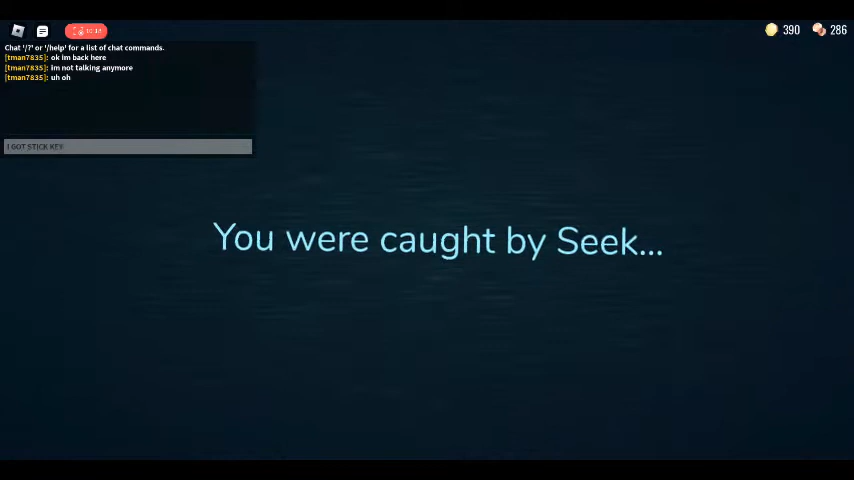 390 286
Chat '/?' or '/help' for a list of chat commands.
[tman7835]: ok im back here
[tman7835]: im not talking anymore
[tman7835]: uh oh
I GOT STICK KEY
You were caught by Seek...